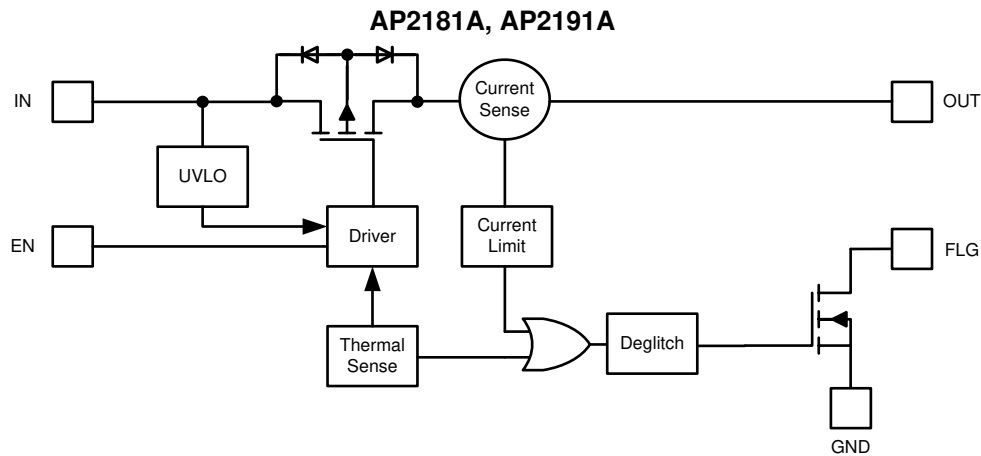 AP2181A, AP2191A
IN
Current
Sense
OUT
UVLO
EN
Driver
Current
Limit
FLG
Thermal
Sense
Deglitch
GND